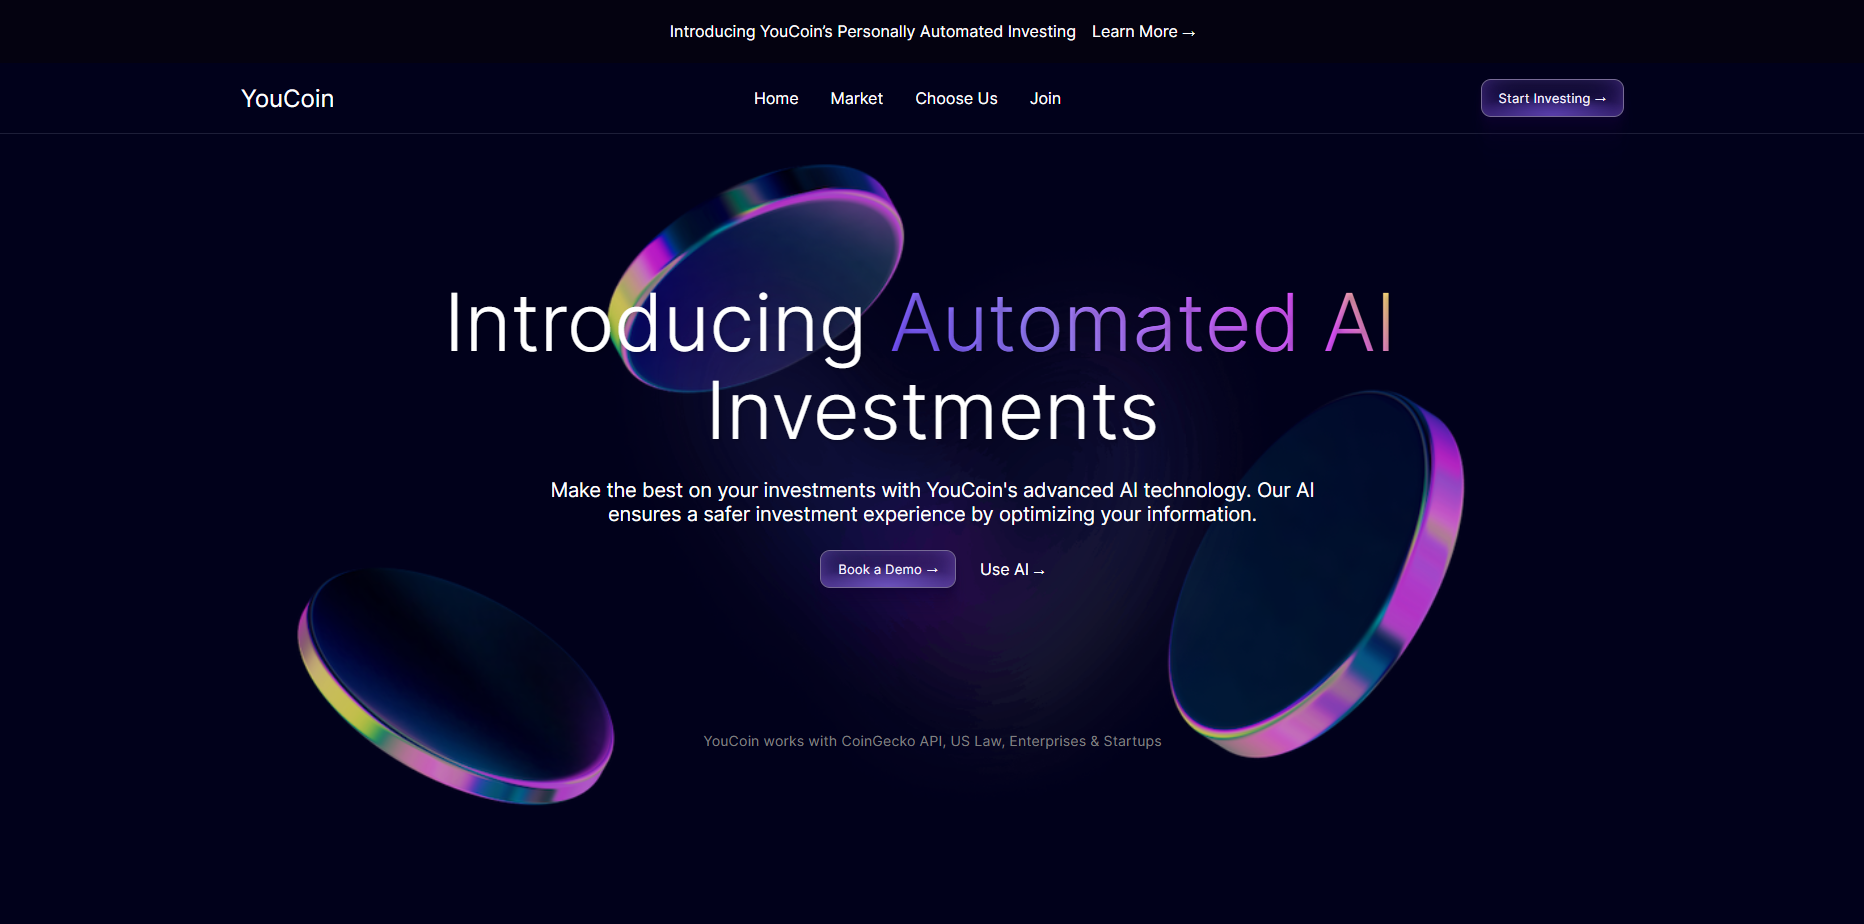 Introducing YouCoin’s Personally Automated Investing Learn More →
YouCoin
Home Market Choose Us Join
Start Investing →
Introducing Automated AI
Investments
Make the best on your investments with YouCoin's advanced AI technology. Our AI
ensures a safer investment experience by optimizing your information.
Book a Demo → Use AI →
YouCoin works with CoinGecko API, US Law, Enterprises & Startups